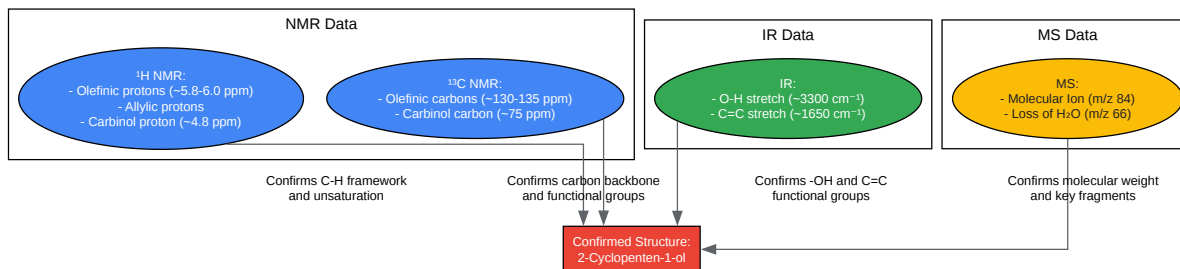 NMR Data
IR Data
MS Data
¹H NMR:
- Olefinic protons (~5.8-6.0 ppm)
- Allylic protons
- Carbinol proton (~4.8 ppm)
¹³C NMR:
- Olefinic carbons (~130-135 ppm)
- Carbinol carbon (~75 ppm)
IR:
- O-H stretch (~3300 cm⁻¹)
- C=C stretch (~1650 cm⁻¹)
MS:
- Molecular Ion (m/z 84)
- Loss of H₂O (m/z 66)
Confirms C-H framework
and unsaturation
Confirms carbon backbone
and functional groups
Confirms -OH and C=C
functional groups
Confirms molecular weight
and key fragments
Confirmed Structure:
2-Cyclopenten-1-ol